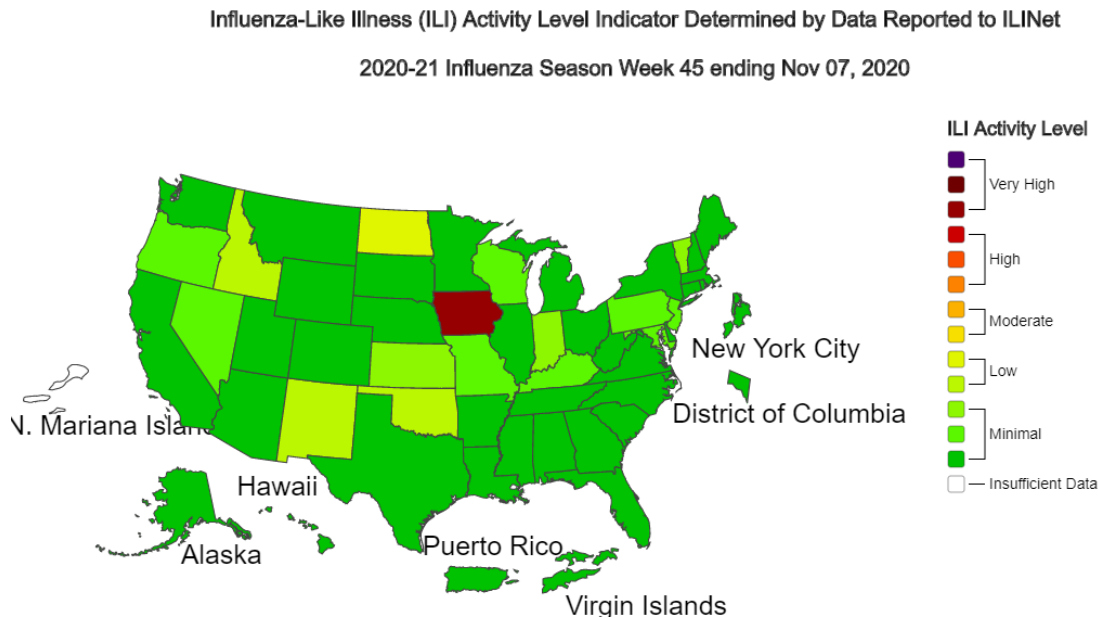 Influenza-Like Illness (ILI) Activity Level Indicator Determined by Data Reported to ILINet
2020-21 Influenza Season Week 45 ending Nov 07, 2020
ILI Activity Level
Very High
High
Moderate
Low
Minimal
Insufficient Data
New York City
District of Columbia
N. Mariana Islan
Hawaii
Alaska
Puerto Rico
Virgin Islands